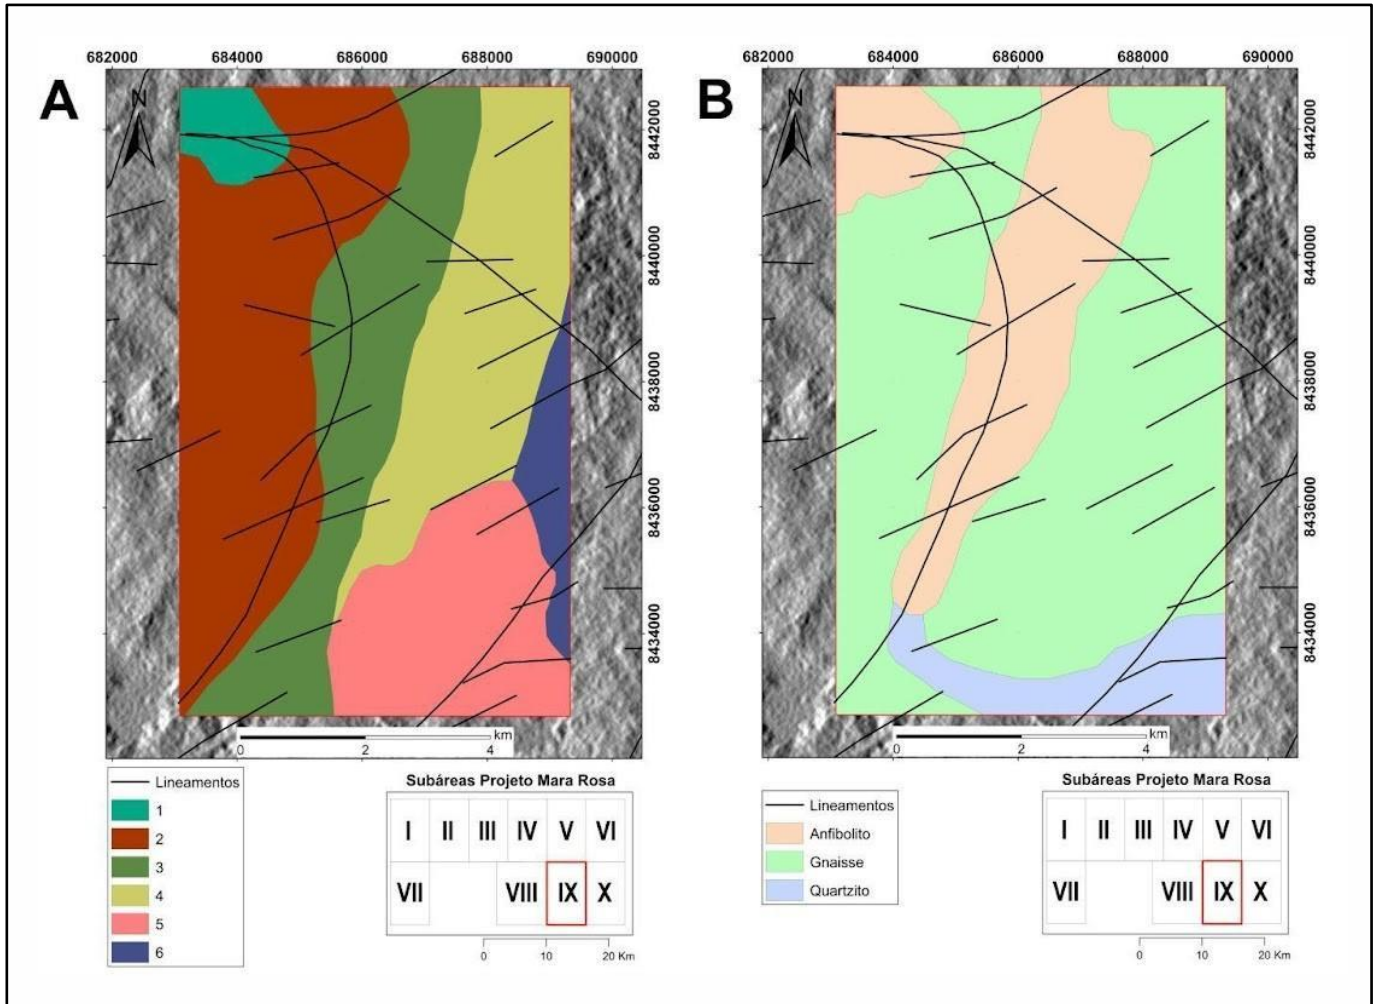 A
682000 684000 686000 688000 690000
N
8442000
8440000
8438000
8436000
8434000
km
0 2 4
Lineamentos
1
2
3
4
5
6
Subáreas Projeto Mara Rosa
I II III IV V VI
VII VIII IX X
0 10 20 Km
B
682000 684000 686000 688000 690000
N
8442000
8440000
8438000
8436000
8434000
km
0 2 4
Lineamentos
Anfibolito
Gnaisse
Quartzito
Subáreas Projeto Mara Rosa
I II III IV V VI
VII VIII IX X
0 10 20 Km